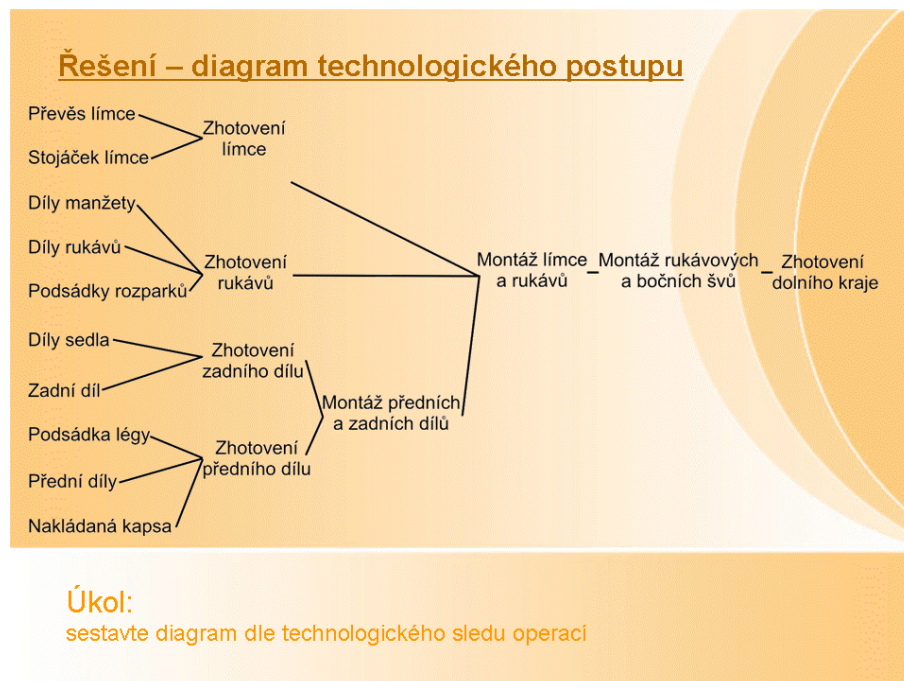 Řešení – diagram technologického postupu
Převěs límce
Stojáček límce
Zhotovení
límce
Díly manžety
Díly rukávů
Podsádky rozparků
Zhotovení
rukávů
Díly sedla
Zadní díl
Zhotovení
zadního dílu
Podsádka légy
Přední díly
Nakládaná kapsa
Zhotovení
předního dílu
Montáž předních
a zadních dílů
Montáž límce
a rukávů
Montáž rukávových
a bočních švů
Zhotovení
dolního kraje
Úkol:
sestavte diagram dle technologického sledu operací